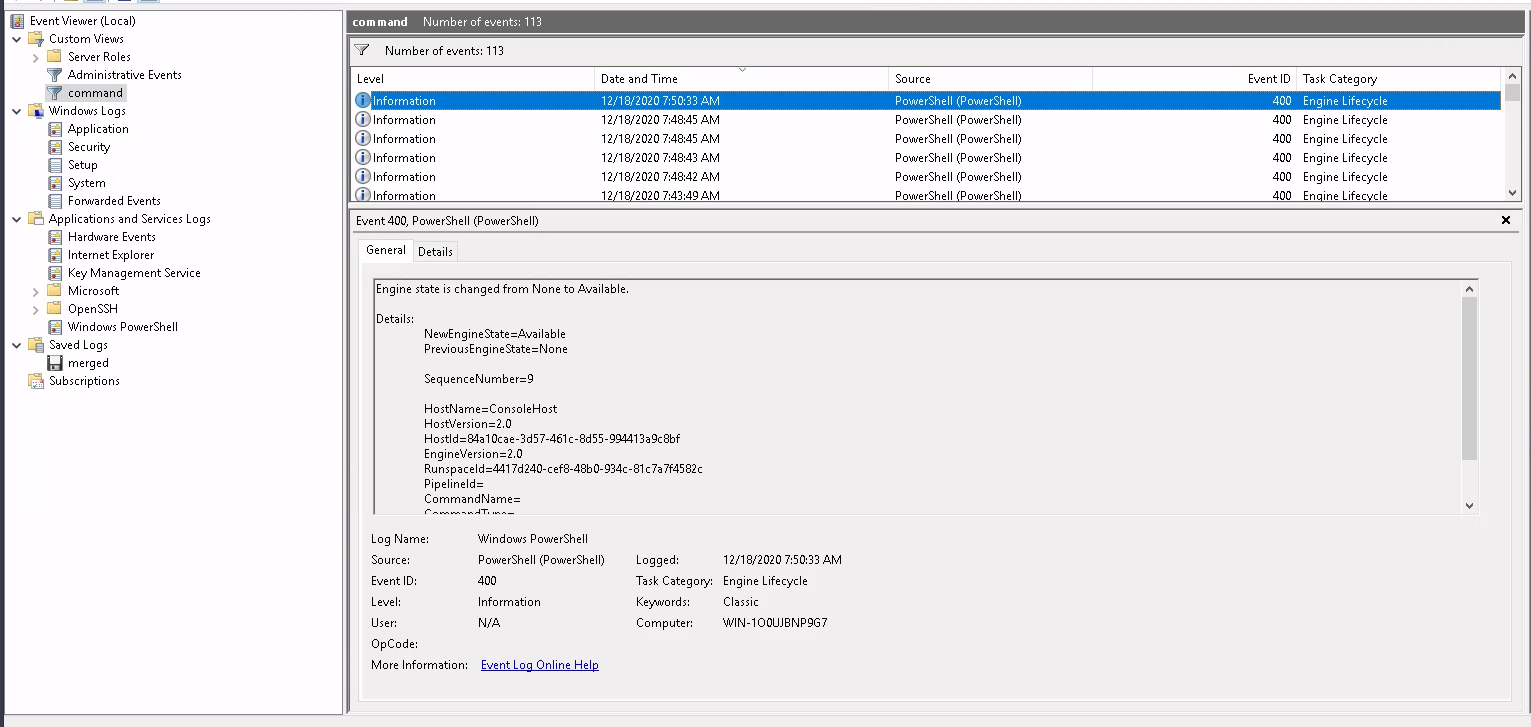 Event Viewer (Local)
Custom Views
Server Roles
Administrative Events
command
Windows Logs
Application
Security
Setup
System
Forwarded Events
Applications and Services Logs
Hardware Events
Internet Explorer
Key Management Service
Microsoft
OpenSSH
Windows PowerShell
Saved Logs
merged
Subscriptions
command Number of events: 113
Number of events: 113
Level Date and Time Source Event ID Task Category
Information 12/18/2020 7:50:33 AM PowerShell (PowerShell) 400 Engine Lifecycle
Information 12/18/2020 7:48:45 AM PowerShell (PowerShell) 400 Engine Lifecycle
Information 12/18/2020 7:48:45 AM PowerShell (PowerShell) 400 Engine Lifecycle
Information 12/18/2020 7:48:43 AM PowerShell (PowerShell) 400 Engine Lifecycle
Information 12/18/2020 7:48:42 AM PowerShell (PowerShell) 400 Engine Lifecycle
Information 12/18/2020 7:43:49 AM PowerShell (PowerShell) 400 Engine Lifecycle
Event 400, PowerShell (PowerShell)
General Details
Engine state is changed from None to Available.
Details:
NewEngineState=Available
PreviousEngineState=None
SequenceNumber=9
HostName=ConsoleHost
HostVersion=2.0
HostId=84a10cae-3d57-461c-8d55-994413a9c8bf
EngineVersion=2.0
RunspaceId=4417d240-cef8-48b0-934c-81c7a7f4582c
PipelineId=
CommandName=
CommandType=
Log Name: Windows PowerShell
Source: PowerShell (PowerShell) Logged: 12/18/2020 7:50:33 AM
Event ID: 400 Task Category: Engine Lifecycle
Level: Information Keywords: Classic
User: N/A Computer: WIN-1O0UJBNP9G7
OpCode:
More Information: Event Log Online Help